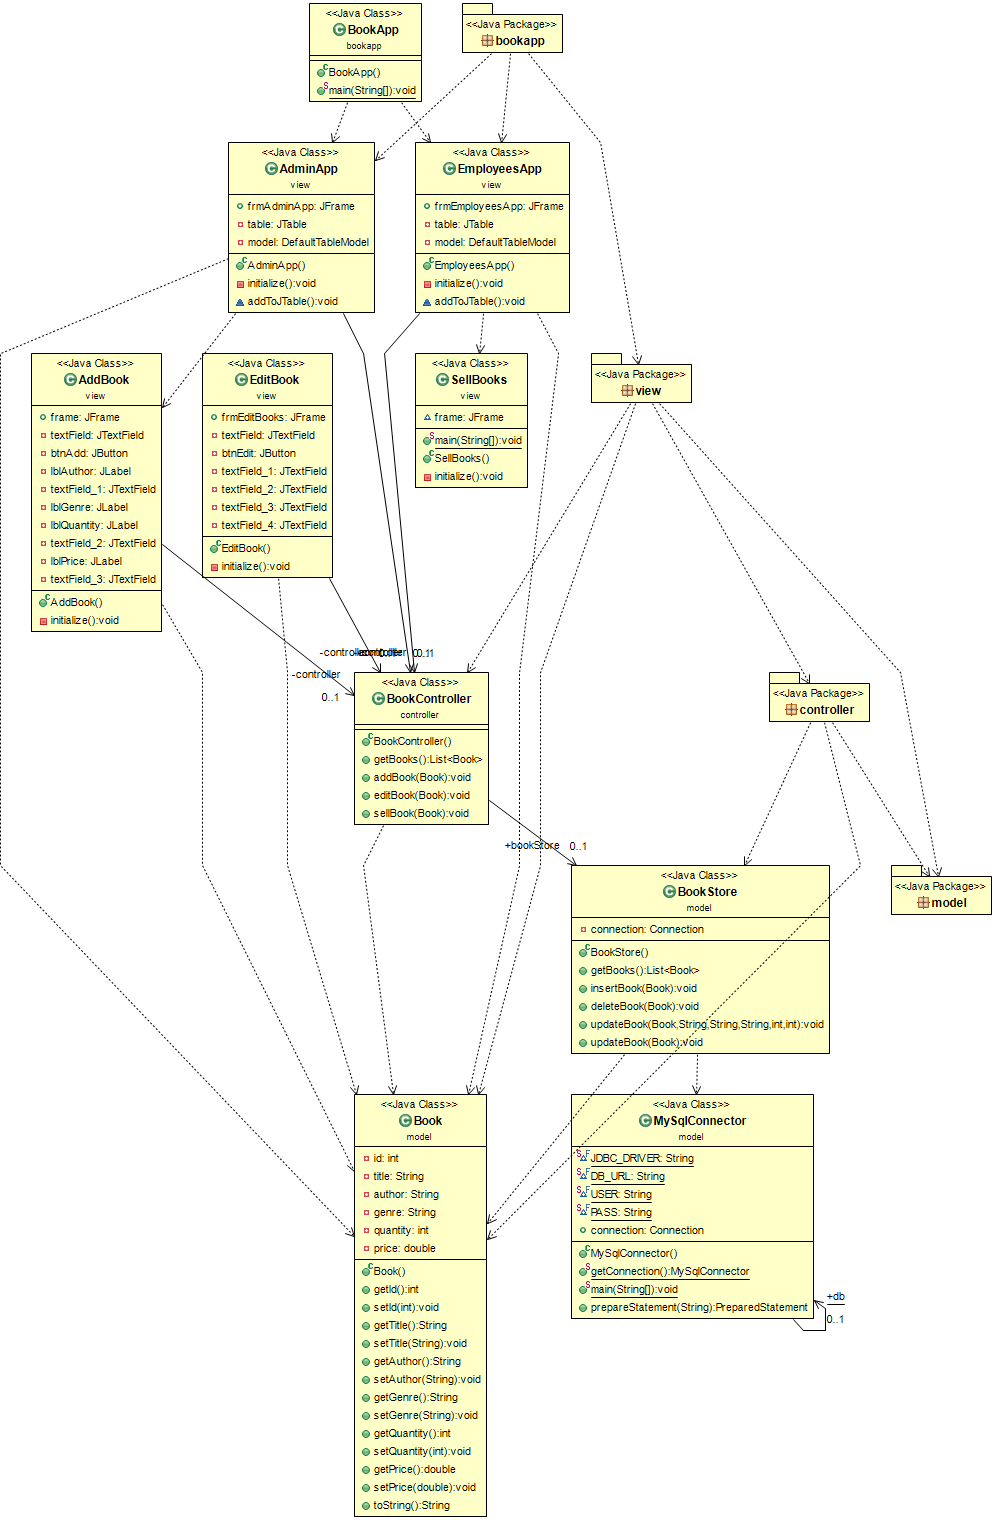 <<Java Class>>
BookApp
bookapp
BookApp()
main(String[]):void
<<Java Package>>
bookapp
<<Java Class>>
AdminApp
view
frmAdminApp: JFrame
table: JTable
model: DefaultTableModel
AdminApp()
initialize():void
addToJTable():void
<<Java Class>>
EmployeesApp
view
frmEmployeesApp: JFrame
table: JTable
model: DefaultTableModel
EmployeesApp()
initialize():void
addToJTable():void
<<Java Class>>
AddBook
view
frame: JFrame
textField: JTextField
btnAdd: JButton
lblAuthor: JLabel
textField_1: JTextField
lblGenre: JLabel
lblQuantity: JLabel
textField_2: JTextField
lblPrice: JLabel
textField_3: JTextField
AddBook()
initialize():void
<<Java Class>>
EditBook
view
frmEditBooks: JFrame
textField: JTextField
btnEdit: JButton
textField_1: JTextField
textField_2: JTextField
textField_3: JTextField
textField_4: JTextField
EditBook()
initialize():void
<<Java Class>>
SellBooks
view
frame: JFrame
main(String[]):void
SellBooks()
initialize():void
<<Java Package>>
view
-controller
-controller
0..1
<<Java Class>>
BookController
controller
BookController()
getBooks():List<Book>
addBook(Book):void
editBook(Book):void
sellBook(Book):void
<<Java Package>>
controller
+bookStore
0..1
<<Java Class>>
BookStore
model
connection: Connection
BookStore()
getBooks():List<Book>
insertBook(Book):void
deleteBook(Book):void
updateBook(Book,String,String,String,int,int):void
updateBook(Book):void
<<Java Package>>
model
<<Java Class>>
Book
model
id: int
title: String
author: String
genre: String
quantity: int
price: double
Book()
getId():int
setId(int):void
getTitle():String
setTitle(String):void
getAuthor():String
setAuthor(String):void
getGenre():String
setGenre(String):void
getQuantity():int
setQuantity(int):void
getPrice():double
setPrice(double):void
toString():String
<<Java Class>>
MySqlConnector
model
JDBC_DRIVER: String
DB_URL: String
USER: String
PASS: String
connection: Connection
MySqlConnector()
getConnection():MySqlConnector
main(String[]):void
prepareStatement(String):PreparedStatement
+db
0..1